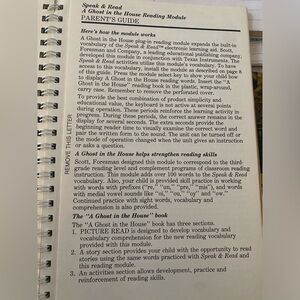 Speak & Read
A Ghost in the House Reading Module
PARENT'S GUIDE
Here's how the module works
A Ghost in the House plug-in reading module expands the built-in
vocabulary of the Speak & Read™ electronic learning aid. Scott,
Foresman and Company, a leading educational publishing company,
developed this module in conjunction with Texas Instruments. The
Speak & Read activities utilize this module's vocabulary. To have
access to this vocabulary, install the module as described on page 8
of this guide. Press the module select key to show your child how
to display A Ghost in the House reading words. Insert the "A
Ghost in the House" reading book in the plastic, wrap-around,
carry case. Remember to remove the perforated cover.
To provide the best combination of product simplicity and
educational value, the keyboard is not active at several points
during operation. These periods reinforce the learning activity in
progress. During these periods, the correct answer remains in the
display for several seconds. The extra seconds provide the
beginning reader time to visually examine the correct word and
pair the written form to the sound. The unit can be turned off or
the mode of operation changed when the unit gives an instruction
or asks a question.
A Ghost in the House helps strengthen reading skills
Scott, Foresman designed this module to correspond to the third-
grade reading level and complement programs of classroom reading
instruction. This module adds over 100 words to the Speak & Read
vocabulary. Also, your child is provided skill practice in working
with words with prefixes ("re," "un," "pre," "mis"), and words
with medial vowel sounds like "oi," "ou," "oy" and "ow."
Continued practice with sight words, vocabulary and
comprehension is also provided.
The "A Ghost in the House" book
The "A Ghost in the House" book has three sections.
1. PICTURE READ is designed to develop vocabulary and
vocabulary comprehension for the new reading vocabulary
provided with this module.
2. A story section provides your child with the opportunity to read
stories using the same words practiced with Speak & Read and
this reading module.
3. An activities section allows development, practice and
reinforcement of reading skills.
REMOVE THIS LETTER